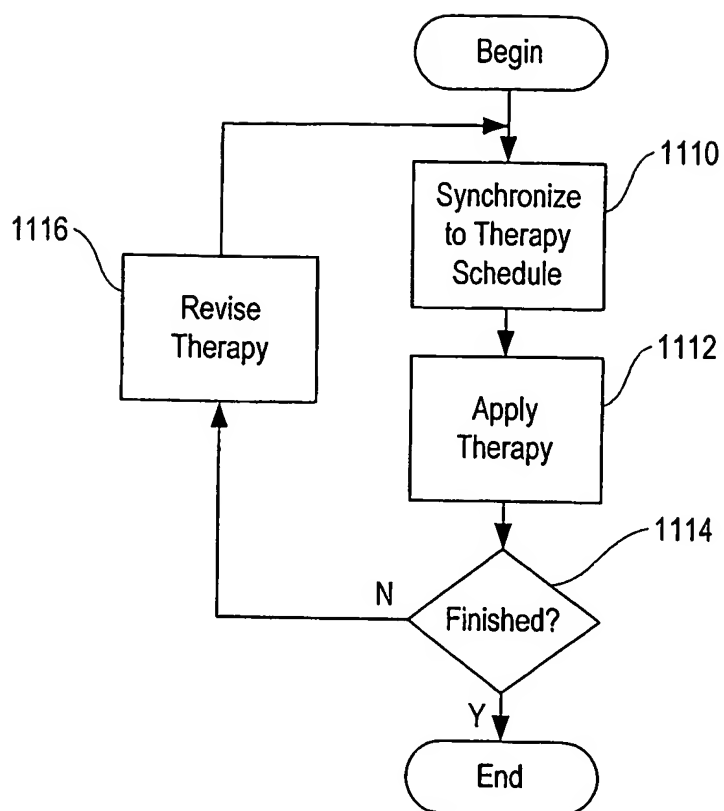 Begin
1110
Synchronize
to Therapy
Schedule
1116
Revise
Therapy
1112
Apply
Therapy
1114
N
Finished?
Y
End